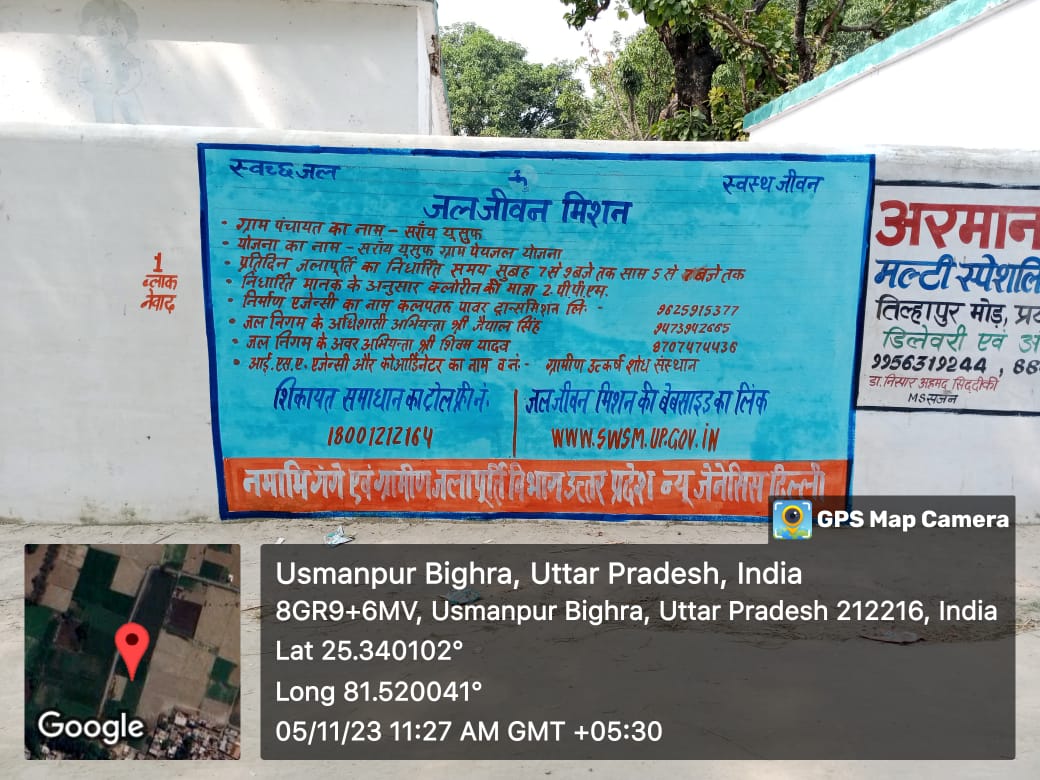 स्वच्छ जल
स्वस्थ जीवन
जल जीवन मिशन
• ग्राम पंचायत का नाम - सराँय यूसुफ
• योजना का नाम - सराँय यूसुफ ग्राम पेयजल योजना
• प्रतिदिन जलापूर्ति का निर्धारित समय सुबह 7 से 9 बजे तक साम 5 से 7 बजे तक
• निर्धारित मानक के अनुसार क्लोरीन की मात्रा 2 पी.पी.एम.
• निर्माण एजेन्सी का नाम कल्पतरू पावर ट्रान्समिशन लि:- 9625915377
• जल निगम के अधिशासी अभियन्ता श्री जैपाल सिंह 9473942665
• जल निगम के अवर अभियन्ता श्री शिवम यादव 8707474436
• आई.एस.ए. एजेन्सी और कोआर्डिनेटर का नाम व नं:- ग्रामीण उत्कर्ष शोध संस्थान
शिकायत समाधान का ट्रोल फ्री नं
18001212164
जल जीवन मिशन की बेबसाइड का लिंक
WWW.SWSM.UP.GOV.IN
नमामि गंगे एवं ग्रामीण जलापूर्ति विभाग उत्तर प्रदेश न्यू जेनेसिस दिल्ली
1
ब्लाक
नेवादा
अरमान
मल्टी स्पेशलि
तिल्हापुर मोड़, प्र
डिलेवरी एवं अ
9956319244, 88
डा. निसार अहमद सिद्दीकी
MS सर्जन
GPS Map Camera
Usmanpur Bighra, Uttar Pradesh, India
8GR9+6MV, Usmanpur Bighra, Uttar Pradesh 212216, India
Lat 25.340102°
Long 81.520041°
05/11/23 11:27 AM GMT +05:30
Google